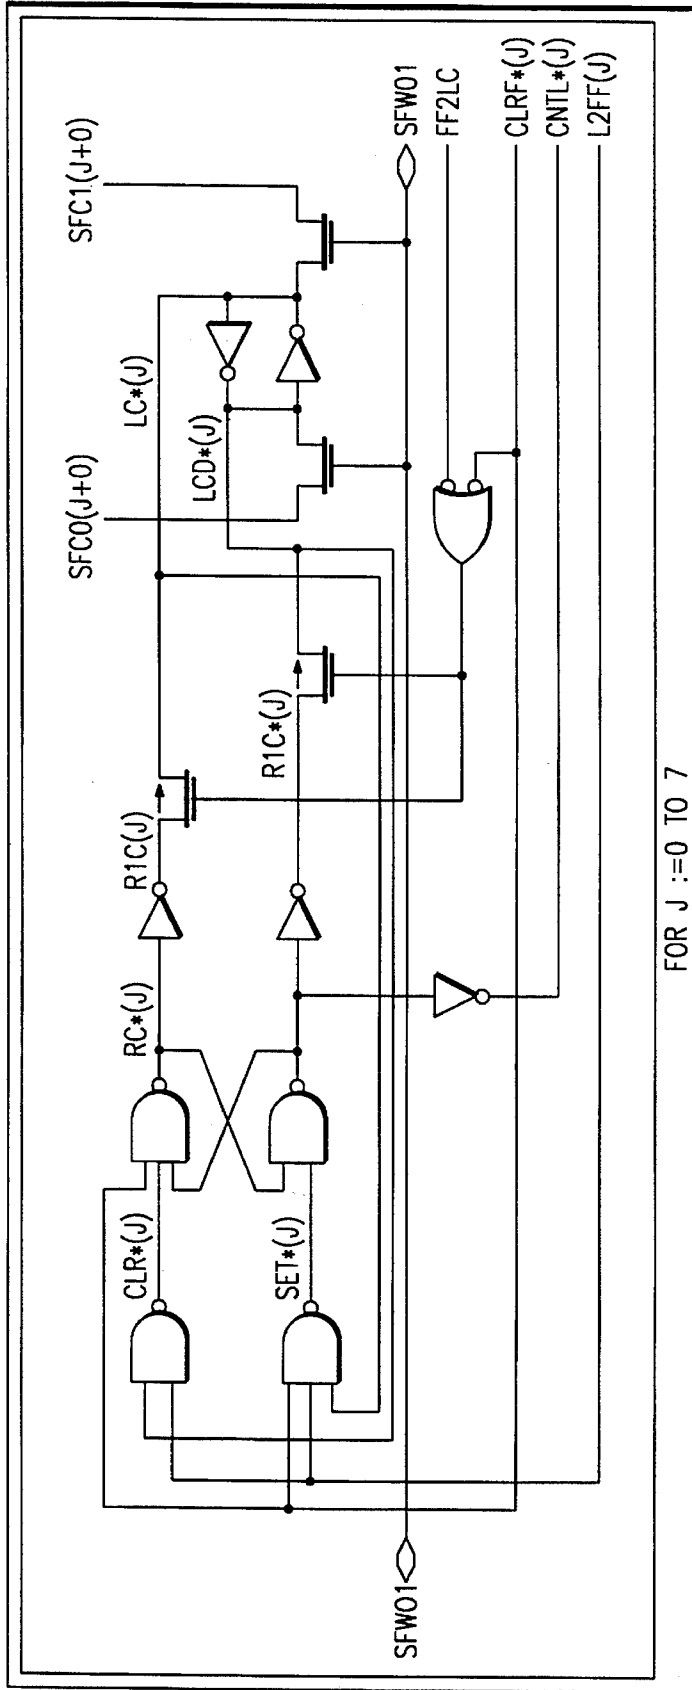 SFC1(J+0)
SFC0(J+0)
LC*(J)
LCD*(J)
R1C(J)
R1C*(J)
RC*(J)
CLR*(J)
SET*(J)
SFW01
SFW01
FF2LC
CLRF*(J)
CNTL*(J)
L2FF(J)
FOR J :=0 TO 7